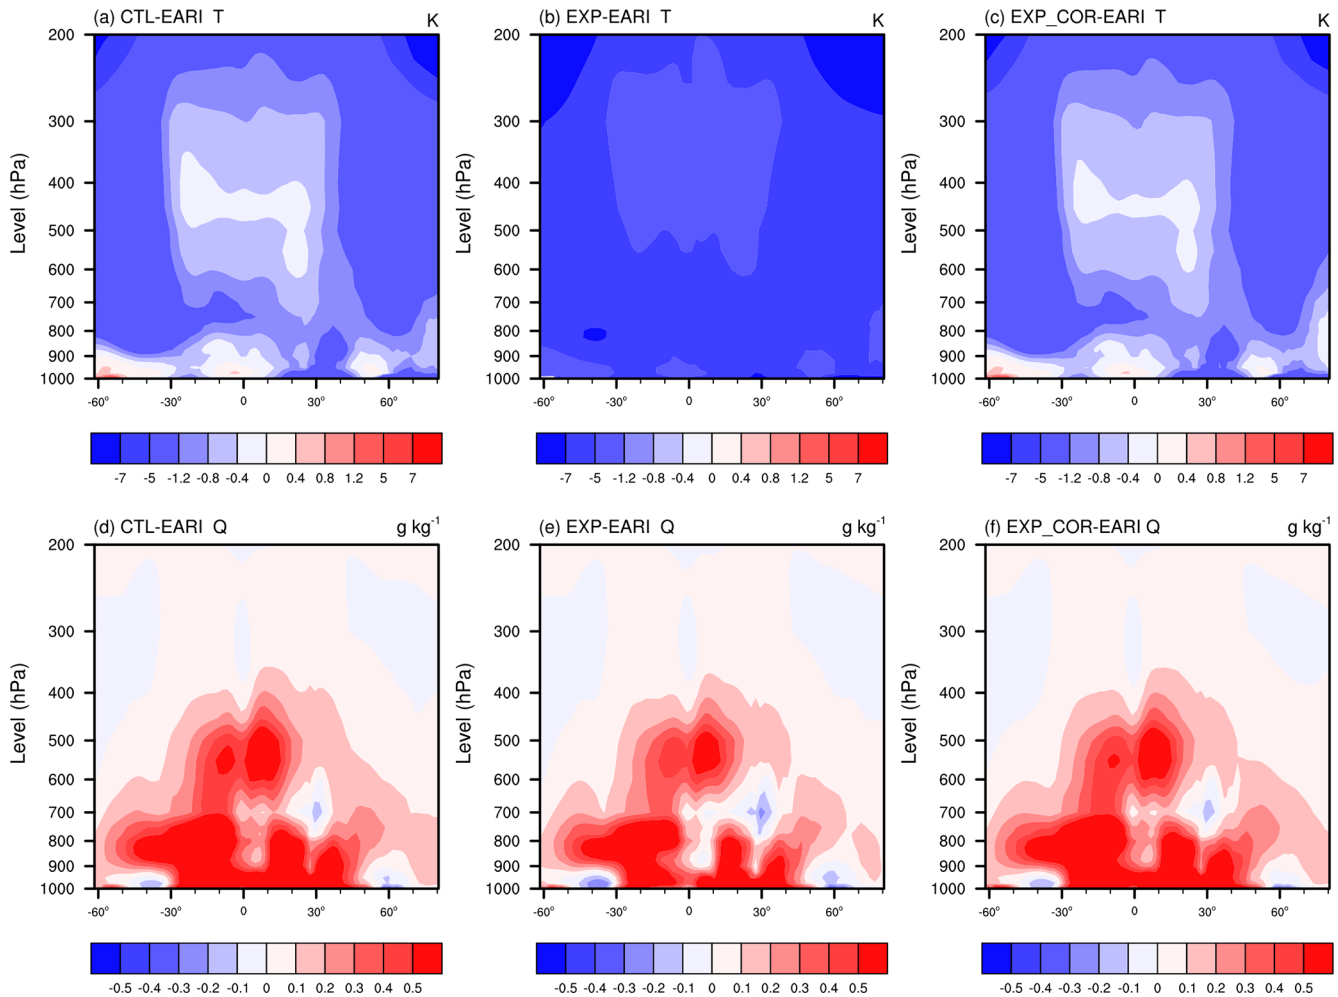 (a) CTL-EARI T K
(b) EXP-EARI T K
(c) EXP_COR-EARI T K
200 300 400 500 600 700 800 900 1000
Level (hPa)
-60° -30° 0 30° 60°
200 300 400 500 600 700 800 900 1000
Level (hPa)
-60° -30° 0 30° 60°
200 300 400 500 600 700 800 900 1000
Level (hPa)
-60° -30° 0 30° 60°
-7 -5 -1.2 -0.8 -0.4 0 0.4 0.8 1.2 5 7
-7 -5 -1.2 -0.8 -0.4 0 0.4 0.8 1.2 5 7
-7 -5 -1.2 -0.8 -0.4 0 0.4 0.8 1.2 5 7
(d) CTL-EARI Q g kg⁻¹
(e) EXP-EARI Q g kg⁻¹
(f) EXP_COR-EARI Q g kg⁻¹
200 300 400 500 600 700 800 900 1000
Level (hPa)
-60° -30° 0 30° 60°
200 300 400 500 600 700 800 900 1000
Level (hPa)
-60° -30° 0 30° 60°
200 300 400 500 600 700 800 900 1000
Level (hPa)
-60° -30° 0 30° 60°
-0.5 -0.4 -0.3 -0.2 -0.1 0 0.1 0.2 0.3 0.4 0.5
-0.5 -0.4 -0.3 -0.2 -0.1 0 0.1 0.2 0.3 0.4 0.5
-0.5 -0.4 -0.3 -0.2 -0.1 0 0.1 0.2 0.3 0.4 0.5